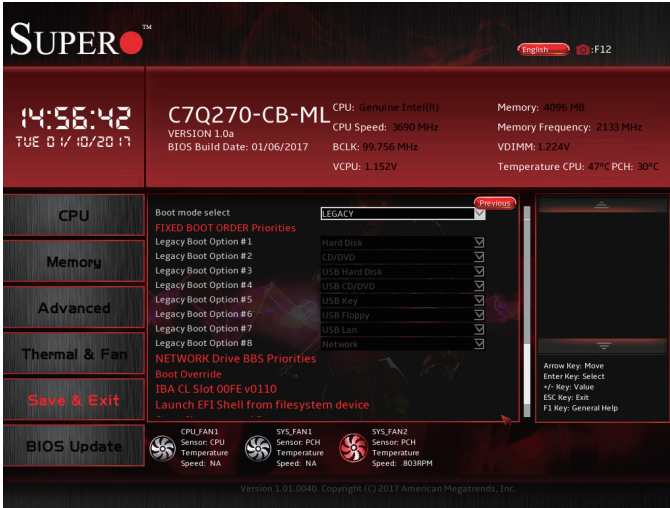 SUPER
TM
English
:F12
14:56:42
TUE 01/10/2017
C7Q270-CB-ML
VERSION 1.0a
BIOS Build Date: 01/06/2017
CPU: Genuine Intel(R)
CPU Speed: 3690 MHz
BCLK: 99.756 MHz
VCPU: 1.152V
Memory: 4096 MB
Memory Frequency: 2133 MHz
VDIMM: 1.224V
Temperature CPU: 47°C PCH: 30°C
CPU
Memory
Advanced
Thermal & Fan
Save & Exit
BIOS Update
Previous
Boot mode select LEGACY
FIXED BOOT ORDER Priorities
Legacy Boot Option #1 Hard Disk
Legacy Boot Option #2 CD/DVD
Legacy Boot Option #3 USB Hard Disk
Legacy Boot Option #4 USB CD/DVD
Legacy Boot Option #5 USB Key
Legacy Boot Option #6 USB Floppy
Legacy Boot Option #7 USB Lan
Legacy Boot Option #8 Network
NETWORK Drive BBS Priorities
Boot Override
IBA CL Slot 00FE v0110
Launch EFI Shell from filesystem device
Arrow Key: Move
Enter Key: Select
+/- Key: Value
ESC Key: Exit
F1 Key: General Help
CPU_FAN1
Sensor: CPU
Temperature
Speed: NA
SYS_FAN1
Sensor: PCH
Temperature
Speed: NA
SYS_FAN2
Sensor: PCH
Temperature
Speed: 803RPM
Version 1.01.0040. Copyright (C) 2017 American Megatrends, Inc.